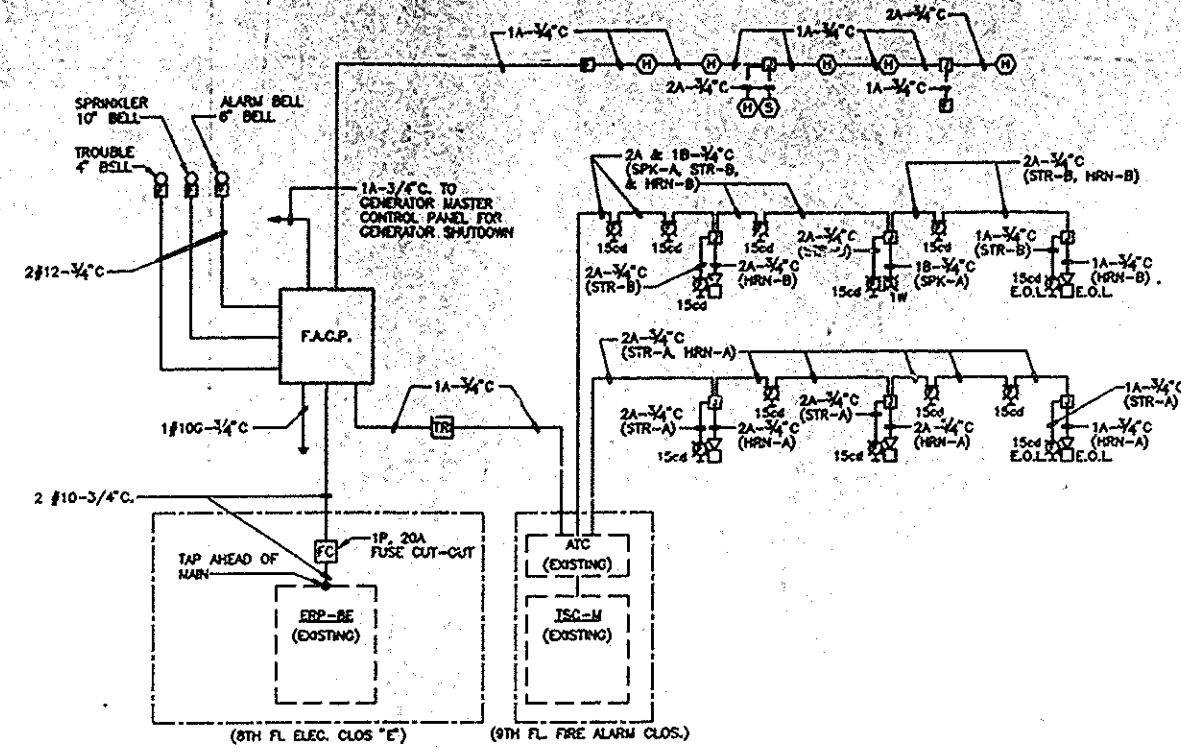 1A-¾"C
1A-¾"C
2A-¾"C
H
H
H
H
H
2A-¾"C
1A-¾"C
H
S
SPRINKLER
10" BELL
ALARM BELL
6" BELL
TROUBLE
4" BELL
1A-3/4"C. TO
GENERATOR MASTER
CONTROL PANEL FOR
GENERATOR SHUTDOWN
2#12-¾"C
F.A.C.P.
2A & 1B-¾"C
(SPK-A, STR-B,
& HRN-B)
2A-¾"C
(STR-B, HRN-B)
15cd
15cd
15cd
15cd
2A-¾"C
(STR-B)
2A-¾"C
(HRN-B)
15cd
2A-¾"C
1B-¾"C
(SPK-A)
15cd
1W
1A-¾"C
(STR-B)
1A-¾"C
(HRN-B)
15cd
E.O.L.
E.O.L.
2A-¾"C
(STR-A, HRN-A)
15cd
15cd
15cd
2A-¾"C
(STR-A)
2A-¾"C
(HRN-A)
15cd
2A-¾"C
(STR-A)
2A-¾"C
(HRN-A)
15cd
1A-¾"C
(STR-A)
1A-¾"C
(HRN-A)
15cd
E.O.L.
E.O.L.
1A-¾"C
TR
1#10G-¾"C
2 #10-3/4"C.
FC
1P, 20A
FUSE CUT-OUT
TAP AHEAD OF
MAIN
ERP-8E
(EXISTING)
(8TH FL ELEC. CLOS "E")
ATC
(EXISTING)
TSC-M
(EXISTING)
(9TH FL. FIRE ALARM CLOS.)